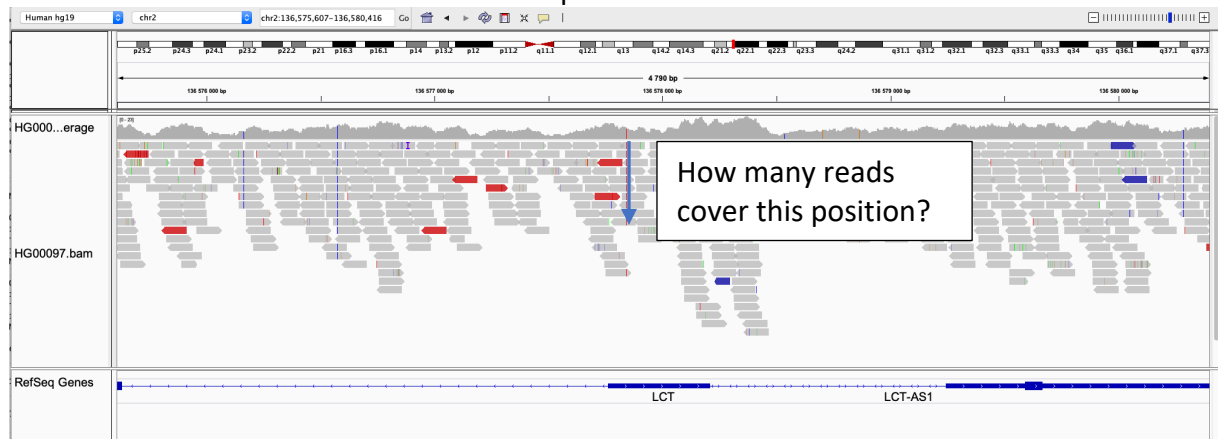 Human hg19 chr2 chr2:136,575,607-136,580,416 Go
p25.2 p24.3 p24.1 p23.2 p22.2 p21 p16.3 p16.1 p14 p13.2 p12 p11.2 q11.1 q12.1 q13 q14.2 q14.3 q21.2 q22.1 q22.3 q23.3 q24.2 q31.1 q31.2 q32.1 q32.3 q33.1 q33.3 q34 q35 q36.1 q37.1 q37.3
4 790 bp
136 576 000 bp 136 577 000 bp 136 578 000 bp 136 579 000 bp 136 580 000 bp
HG000...erage
[0 - 23]
How many reads
cover this position?
HG00097.bam
RefSeq Genes
LCT LCT-AS1